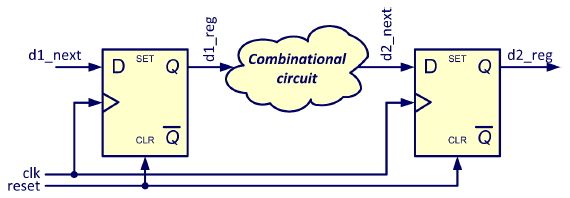 d1_next
D
SET
Q
CLR
Q
d1_reg
Combinational
circuit
d2_next
D
SET
Q
CLR
Q
d2_reg
clk
reset